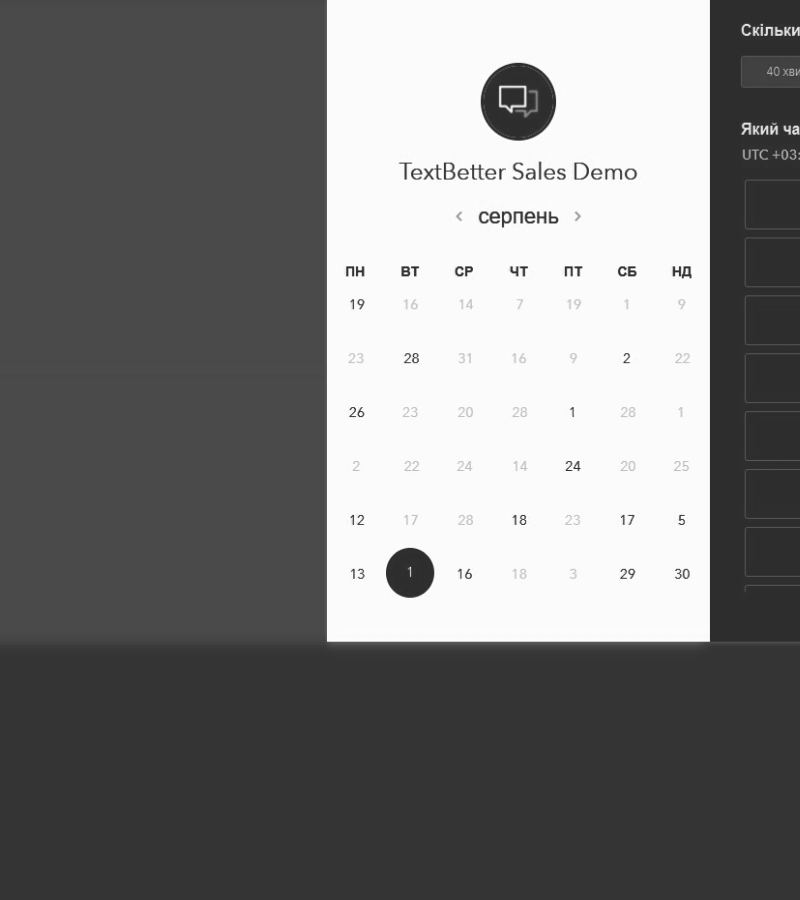 TextBetter Sales Demo
серпень
ПН ВТ СР ЧТ ПТ СБ НД
19 16 14 7 19 1 9
23 28 31 16 9 2 22
26 23 20 28 1 28 1
2 22 24 14 24 20 25
12 17 28 18 23 17 5
13 1 16 18 3 29 30
Скільки
40 хви
Який ча
UTC +03: